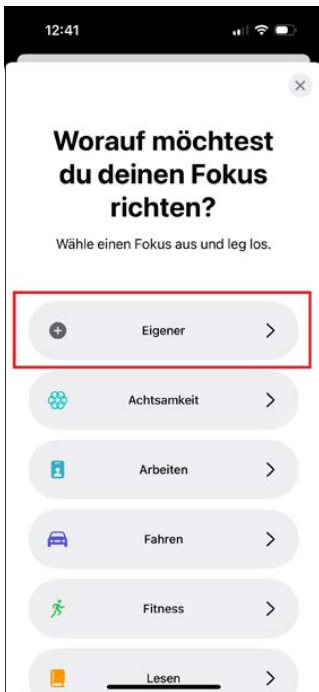 12:41
Worauf möchtest
du deinen Fokus
richten?
Wähle einen Fokus aus und leg los.
Eigener
Achtsamkeit
Arbeiten
Fahren
Fitness
Lesen